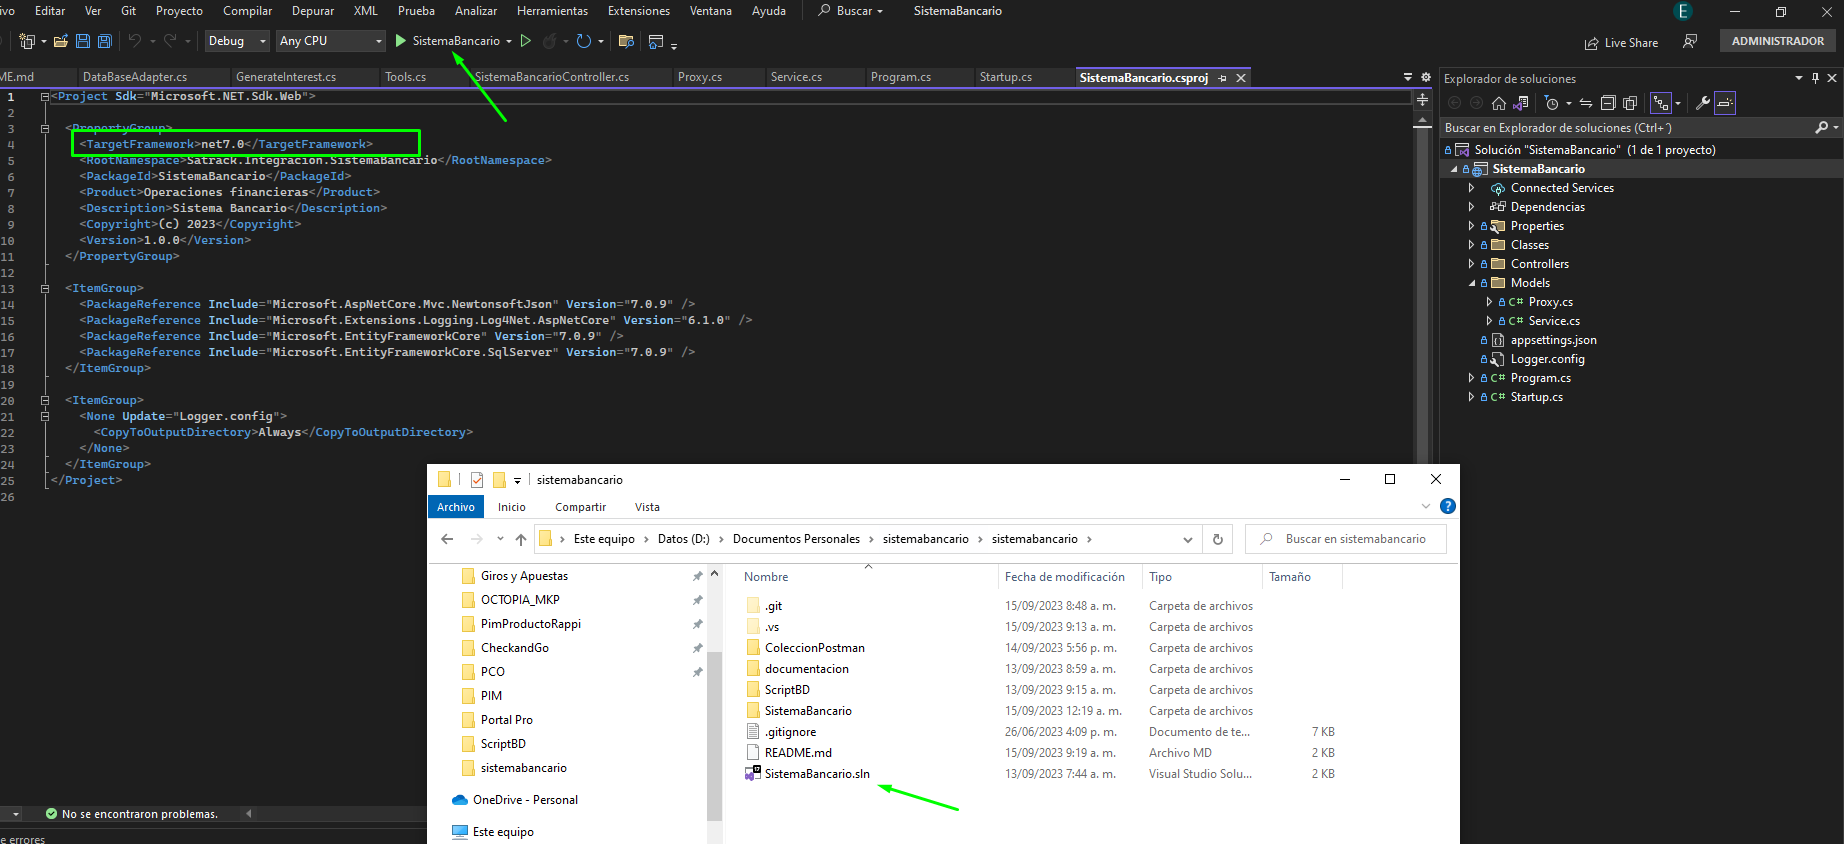 ivo Editar Ver Git Proyecto Compilar Depurar XML Prueba Analizar Herramientas Extensiones Ventana Ayuda Buscar SistemaBancario E
Debug Any CPU SistemaBancario Live Share ADMINISTRADOR
ME.md DataBaseAdapter.cs GenerateInterest.cs Tools.cs SistemaBancarioController.cs Proxy.cs Service.cs Program.cs Startup.cs SistemaBancario.csproj
1 <Project Sdk="Microsoft.NET.Sdk.Web">
2
3 <PropertyGroup>
4 <TargetFramework>net7.0</TargetFramework>
5 <RootNamespace>Satrack.Integracion.SistemaBancario</RootNamespace>
6 <PackageId>SistemaBancario</PackageId>
7 <Product>Operaciones financieras</Product>
8 <Description>Sistema Bancario</Description>
9 <Copyright>(c) 2023</Copyright>
10 <Version>1.0.0</Version>
11 </PropertyGroup>
12
13 <ItemGroup>
14 <PackageReference Include="Microsoft.AspNetCore.Mvc.NewtonsoftJson" Version="7.0.9" />
15 <PackageReference Include="Microsoft.Extensions.Logging.Log4Net.AspNetCore" Version="6.1.0" />
16 <PackageReference Include="Microsoft.EntityFrameworkCore" Version="7.0.9" />
17 <PackageReference Include="Microsoft.EntityFrameworkCore.SqlServer" Version="7.0.9" />
18 </ItemGroup>
19
20 <ItemGroup>
21 <None Update="Logger.config">
22 <CopyToOutputDirectory>Always</CopyToOutputDirectory>
23 </None>
24 </ItemGroup>
25 </Project>
26
No se encontraron problemas.
e errores
Explorador de soluciones
Buscar en Explorador de soluciones (Ctrl+´)
Solución "SistemaBancario" (1 de 1 proyecto)
SistemaBancario
Connected Services
Dependencias
Properties
Classes
Controllers
Models
C# Proxy.cs
C# Service.cs
appsettings.json
Logger.config
C# Program.cs
C# Startup.cs
sistemabancario
Archivo Inicio Compartir Vista
Este equipo Datos (D:) Documentos Personales sistemabancario sistemabancario
Buscar en sistemabancario
Giros y Apuestas
OCTOPIA_MKP
PimProductoRappi
CheckandGo
PCO
PIM
Portal Pro
ScriptBD
sistemabancario
OneDrive - Personal
Este equipo
Nombre Fecha de modificación Tipo Tamaño
.git 15/09/2023 8:48 a. m. Carpeta de archivos
.vs 15/09/2023 9:13 a. m. Carpeta de archivos
ColeccionPostman 14/09/2023 5:56 p. m. Carpeta de archivos
documentacion 13/09/2023 8:59 a. m. Carpeta de archivos
ScriptBD 13/09/2023 9:15 a. m. Carpeta de archivos
SistemaBancario 15/09/2023 12:19 a. m. Carpeta de archivos
.gitignore 26/06/2023 4:09 p. m. Documento de te... 7 KB
README.md 15/09/2023 9:19 a. m. Archivo MD 2 KB
SistemaBancario.sln 13/09/2023 7:44 a. m. Visual Studio Solu... 2 KB